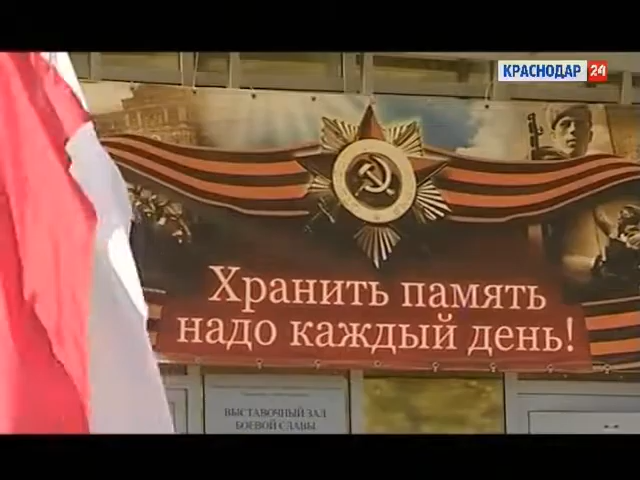 КРАСНОДАР 24
Хранить память
надо каждый день!
ВЫСТАВОЧНЫЙ ЗАЛ
БОЕВОЙ СЛАВЫ